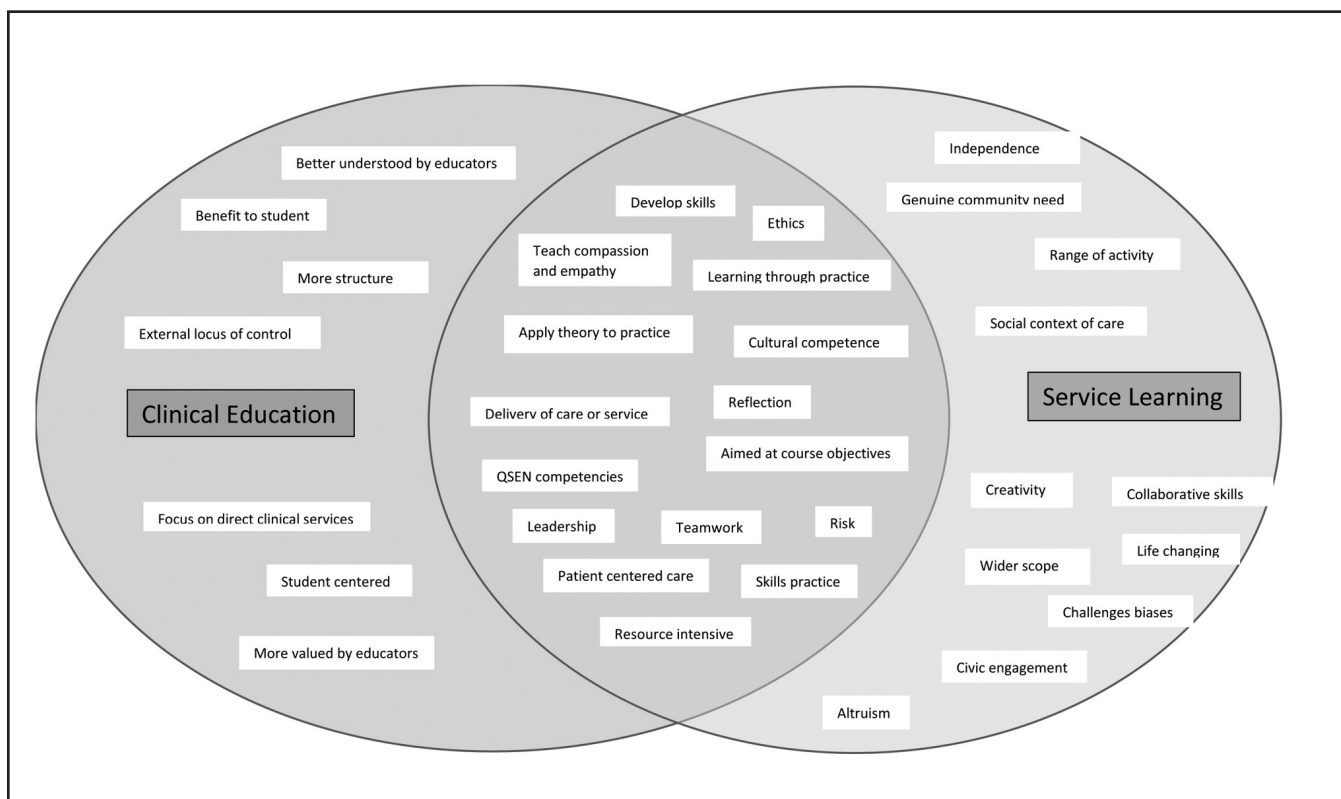 Better understood by educators
Benefit to student
More structure
External locus of control
Clinical Education
Focus on direct clinical services
Student centered
More valued by educators
Develop skills
Ethics
Teach compassion
and empathy
Learning through practice
Apply theory to practice
Cultural competence
Delivery of care or service
Reflection
Aimed at course objectives
QSEN competencies
Leadership
Teamwork
Risk
Patient centered care
Skills practice
Resource intensive
Independence
Genuine community need
Range of activity
Social context of care
Service Learning
Creativity
Collaborative skills
Life changing
Wider scope
Challenges biases
Civic engagement
Altruism